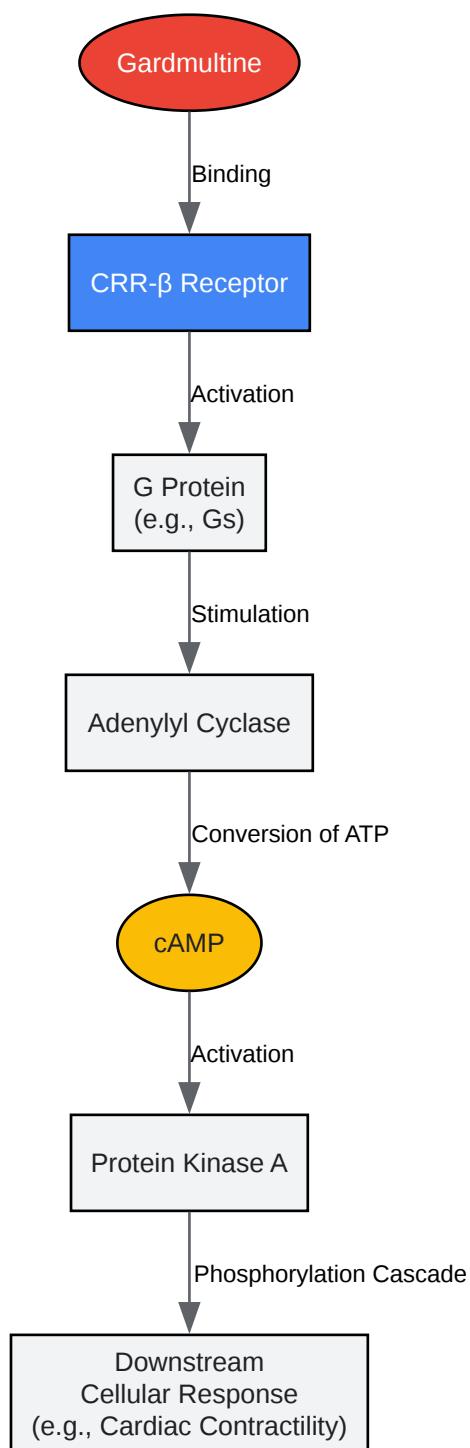 Gardmultine
Binding
CRR-β Receptor
Activation
G Protein
(e.g., Gs)
Stimulation
Adenylyl Cyclase
Conversion of ATP
cAMP
Activation
Protein Kinase A
Phosphorylation Cascade
Downstream
Cellular Response
(e.g., Cardiac Contractility)